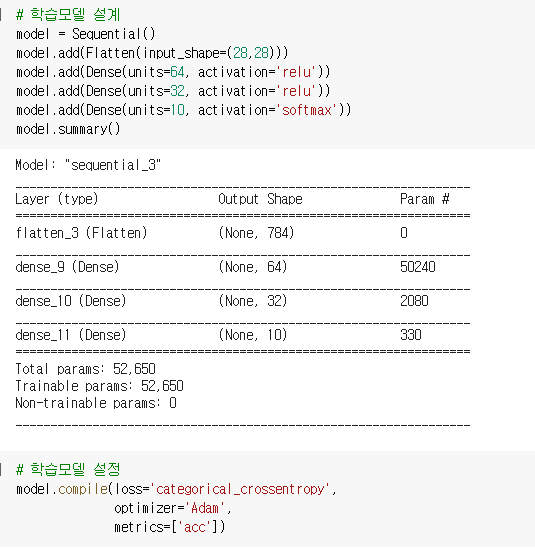 # 학습모델 설계
model = Sequential()
model.add(Flatten(input_shape=(28,28)))
model.add(Dense(units=64, activation='relu'))
model.add(Dense(units=32, activation='relu'))
model.add(Dense(units=10, activation='softmax'))
model.summary()
Model: "sequential_3"
_________________________________________________________________
Layer (type)                 Output Shape              Param #
=================================================================
flatten_3 (Flatten)          (None, 784)               0
_________________________________________________________________
dense_9 (Dense)              (None, 64)                50240
_________________________________________________________________
dense_10 (Dense)             (None, 32)                2080
_________________________________________________________________
dense_11 (Dense)             (None, 10)                330
=================================================================
Total params: 52,650
Trainable params: 52,650
Non-trainable params: 0
_________________________________________________________________
# 학습모델 설정
model.compile(loss='categorical_crossentropy',
              optimizer='Adam',
              metrics=['acc'])